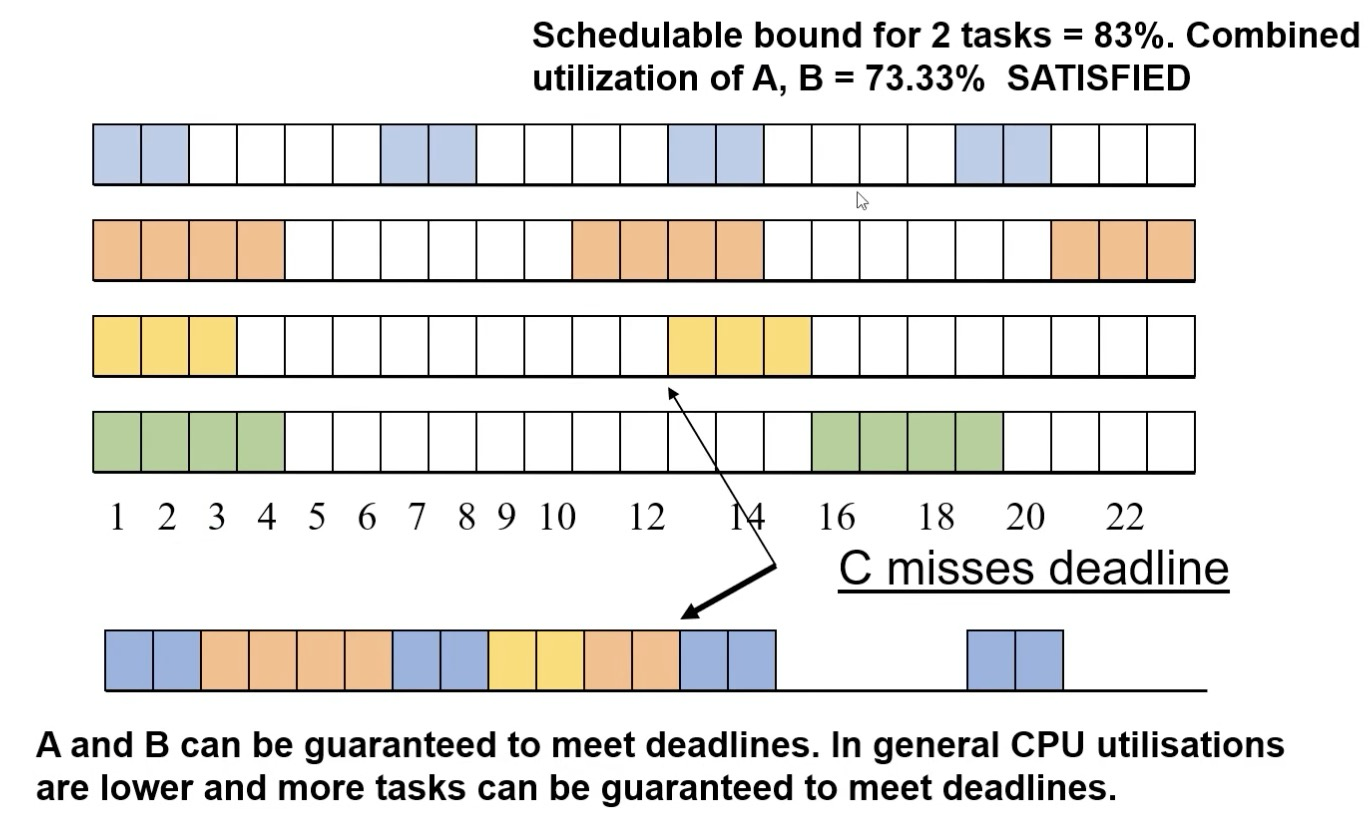 Schedulable bound for 2 tasks = 83%. Combined
utilization of A, B = 73.33%  SATISFIED
1 2 3 4 5 6 7 8 9 10 12 14 16 18 20 22
C misses deadline
A and B can be guaranteed to meet deadlines. In general CPU utilisations
are lower and more tasks can be guaranteed to meet deadlines.